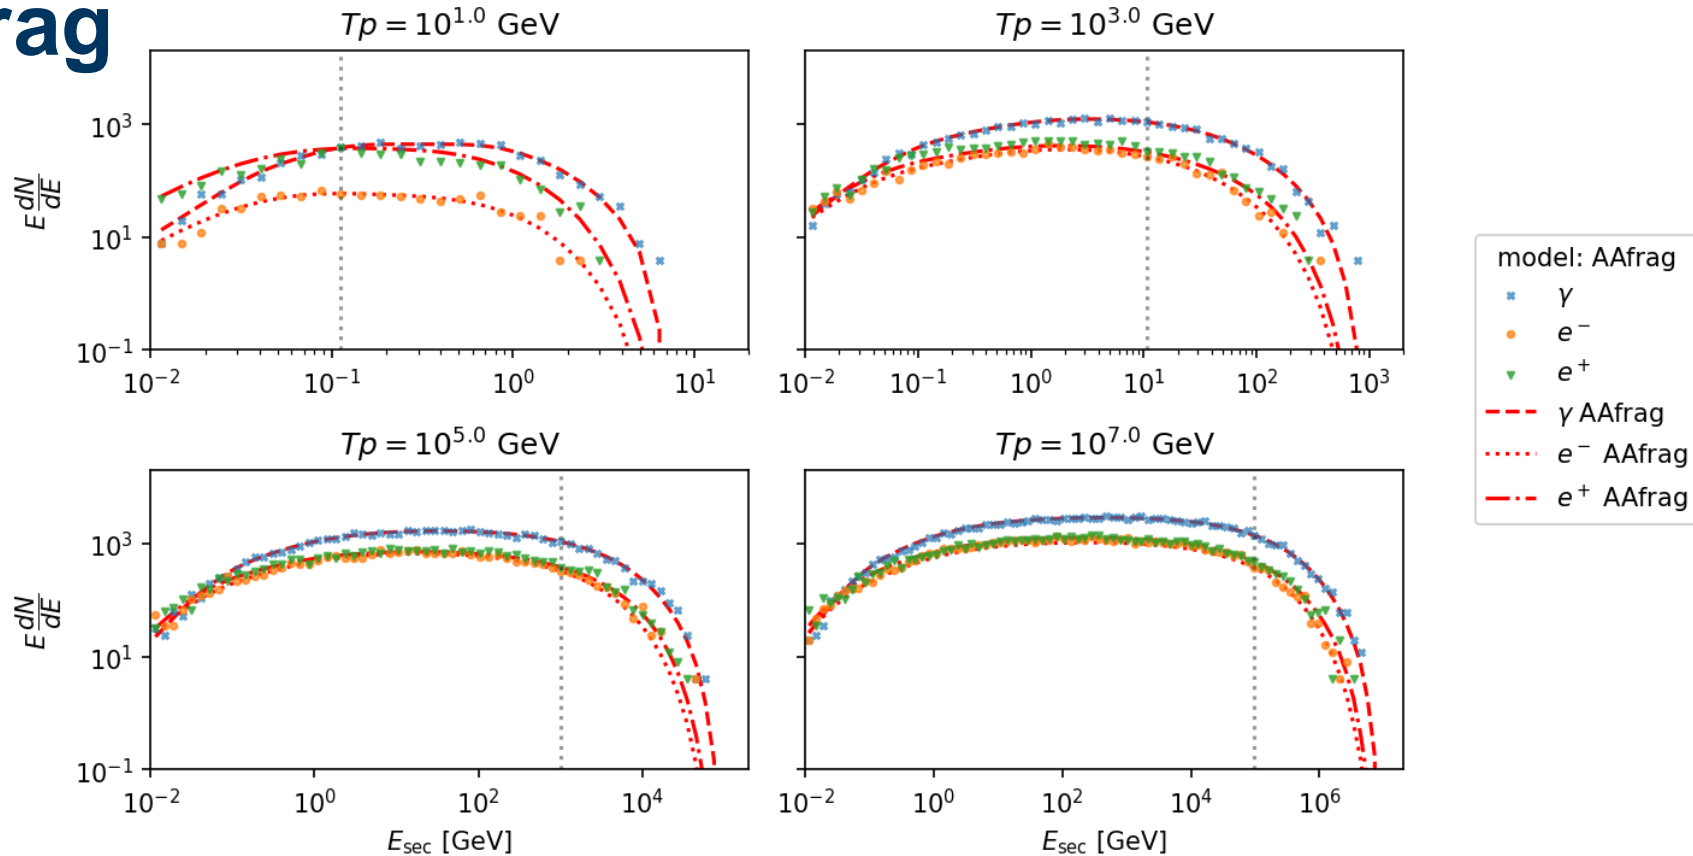 rag
Tp = 10^1.0 GeV
Tp = 10^3.0 GeV
E dN/dE
10^3
10^1
10^-1
10^-2 10^-1 10^0 10^1
10^-2 10^-1 10^0 10^1 10^2 10^3
model: AAfrag
γ
e^-
e^+
γ AAfrag
e^- AAfrag
e^+ AAfrag
Tp = 10^5.0 GeV
Tp = 10^7.0 GeV
E dN/dE
10^3
10^1
10^-1
10^-2 10^0 10^2 10^4
10^-2 10^0 10^2 10^4 10^6
E_sec [GeV]
E_sec [GeV]